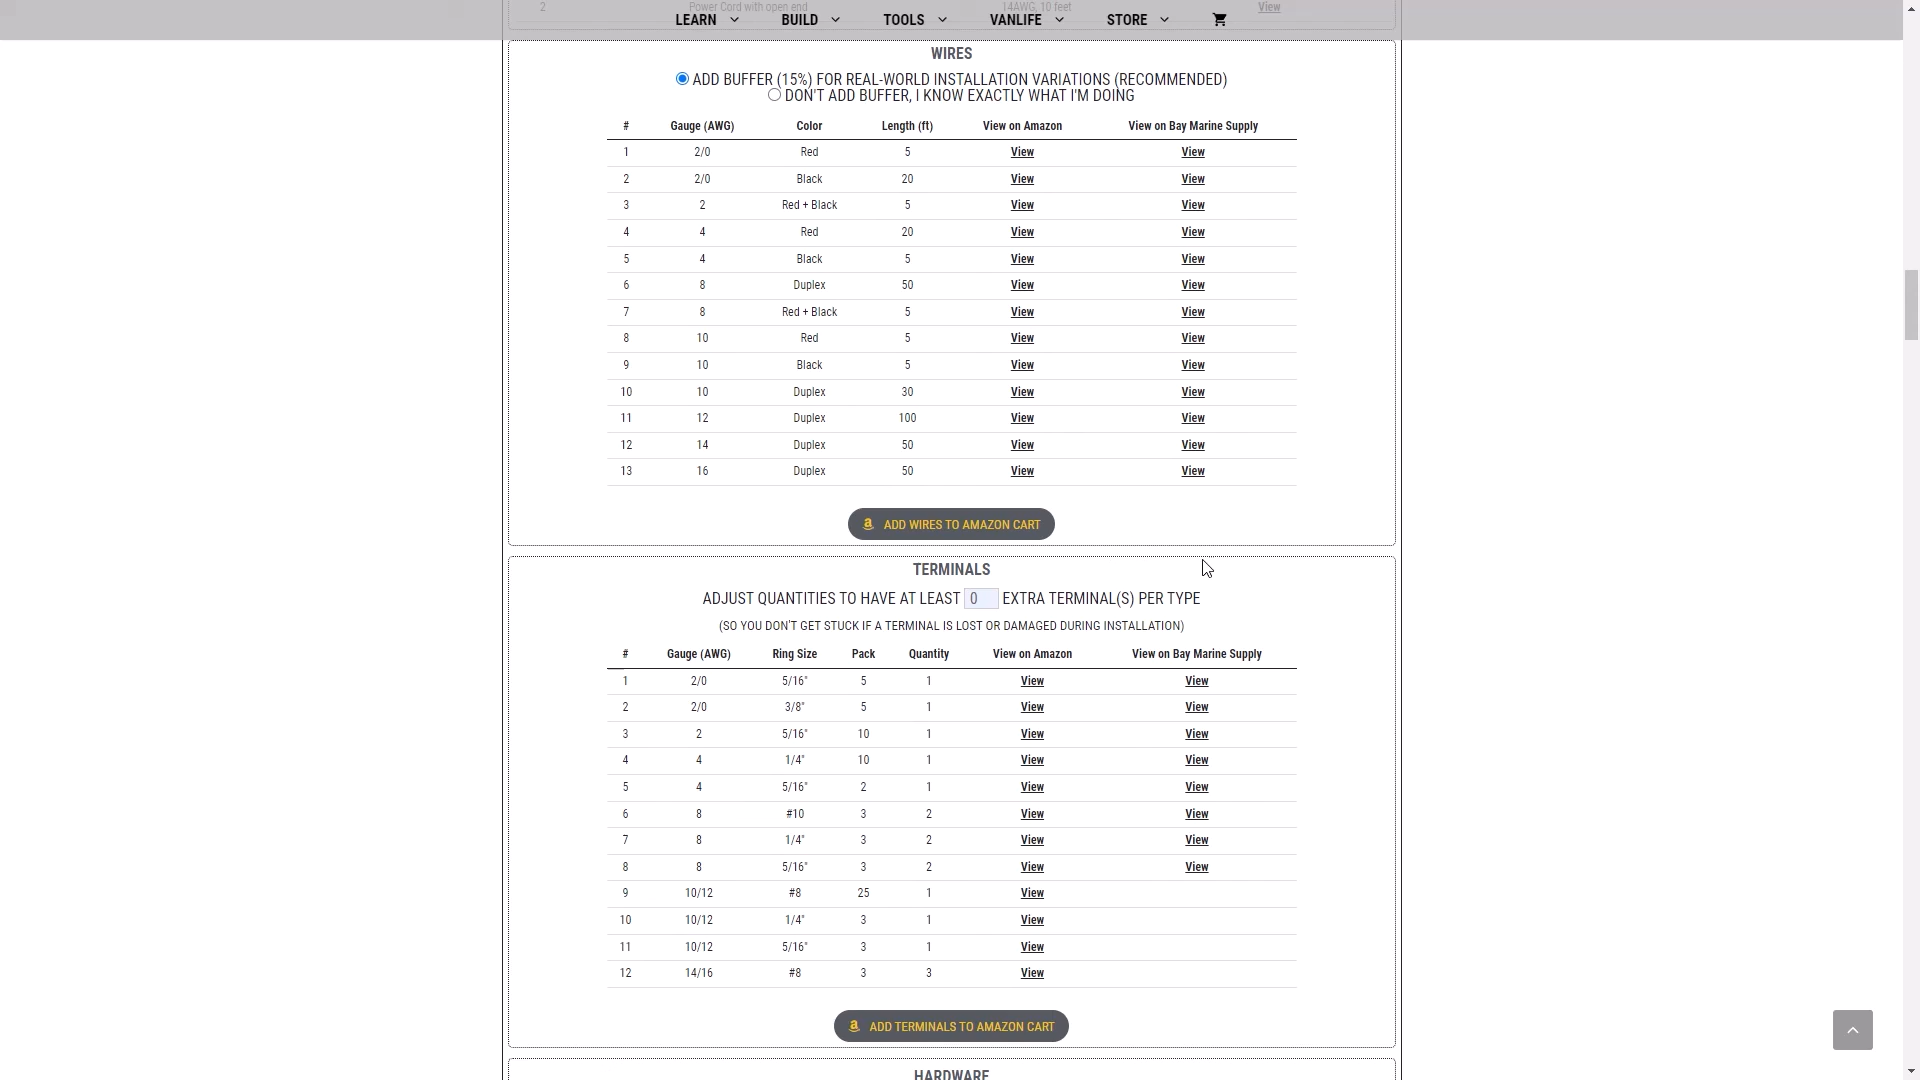 2 Power Cord with open end 14AWG, 10 feet View
LEARN BUILD TOOLS VANLIFE STORE
WIRES
ADD BUFFER (15%) FOR REAL-WORLD INSTALLATION VARIATIONS (RECOMMENDED)
DON'T ADD BUFFER, I KNOW EXACTLY WHAT I'M DOING
# Gauge (AWG) Color Length (ft) View on Amazon View on Bay Marine Supply
1 2/0 Red 5 View View
2 2/0 Black 20 View View
3 2 Red + Black 5 View View
4 4 Red 20 View View
5 4 Black 5 View View
6 8 Duplex 50 View View
7 8 Red + Black 5 View View
8 10 Red 5 View View
9 10 Black 5 View View
10 10 Duplex 30 View View
11 12 Duplex 100 View View
12 14 Duplex 50 View View
13 16 Duplex 50 View View
ADD WIRES TO AMAZON CART
TERMINALS
ADJUST QUANTITIES TO HAVE AT LEAST 0 EXTRA TERMINAL(S) PER TYPE
(SO YOU DON'T GET STUCK IF A TERMINAL IS LOST OR DAMAGED DURING INSTALLATION)
# Gauge (AWG) Ring Size Pack Quantity View on Amazon View on Bay Marine Supply
1 2/0 5/16" 5 1 View View
2 2/0 3/8" 5 1 View View
3 2 5/16" 10 1 View View
4 4 1/4" 10 1 View View
5 4 5/16" 2 1 View View
6 8 #10 3 2 View View
7 8 1/4" 3 2 View View
8 8 5/16" 3 2 View View
9 10/12 #8 25 1 View
10 10/12 1/4" 3 1 View
11 10/12 5/16" 3 1 View
12 14/16 #8 3 3 View
ADD TERMINALS TO AMAZON CART
HARDWARE